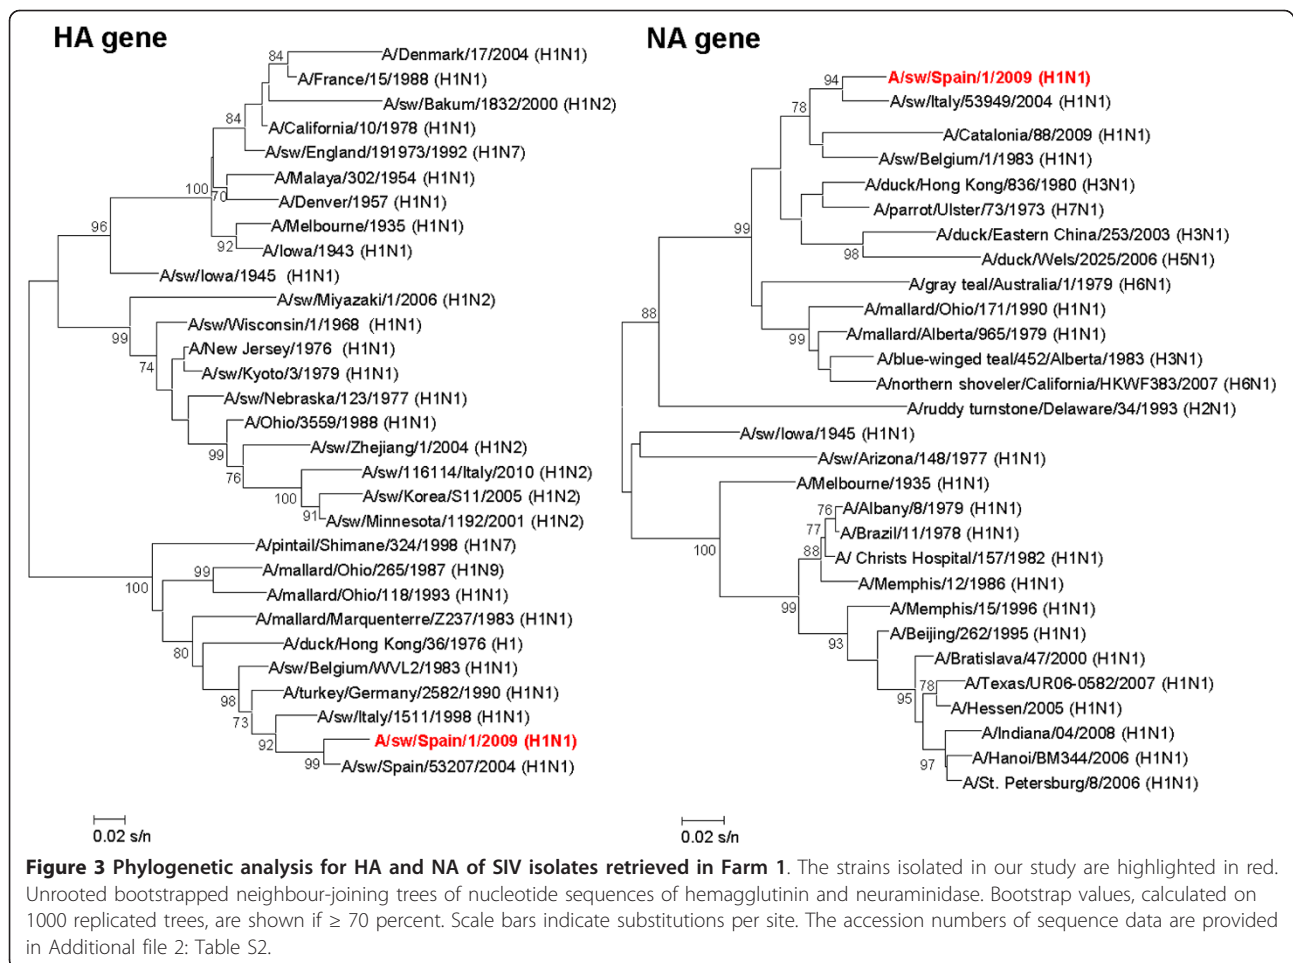 HA gene
84
A/Denmark/17/2004 (H1N1)
A/France/15/1988 (H1N1)
A/sw/Bakum/1832/2000 (H1N2)
84
A/California/10/1978 (H1N1)
A/sw/England/191973/1992 (H1N7)
A/Malaya/302/1954 (H1N1)
100
70
A/Denver/1957 (H1N1)
A/Melbourne/1935 (H1N1)
96
92
A/Iowa/1943 (H1N1)
A/sw/Iowa/1945 (H1N1)
A/sw/Miyazaki/1/2006 (H1N2)
A/sw/Wisconsin/1/1968 (H1N1)
99
A/New Jersey/1976 (H1N1)
74
A/sw/Kyoto/3/1979 (H1N1)
A/sw/Nebraska/123/1977 (H1N1)
A/Ohio/3559/1988 (H1N1)
A/sw/Zhejiang/1/2004 (H1N2)
99
76
A/sw/116114/Italy/2010 (H1N2)
A/sw/Korea/S11/2005 (H1N2)
100
91
A/sw/Minnesota/1192/2001 (H1N2)
A/pintail/Shimane/324/1998 (H1N7)
A/mallard/Ohio/265/1987 (H1N9)
99
100
A/mallard/Ohio/118/1993 (H1N1)
A/mallard/Marquenterre/Z237/1983 (H1N1)
A/duck/Hong Kong/36/1976 (H1)
80
A/sw/Belgium/WVL2/1983 (H1N1)
A/turkey/Germany/2582/1990 (H1N1)
98
A/sw/Italy/1511/1998 (H1N1)
73
A/sw/Spain/1/2009 (H1N1)
92
99
A/sw/Spain/53207/2004 (H1N1)
0.02 s/n
NA gene
A/sw/Spain/1/2009 (H1N1)
94
A/sw/Italy/53949/2004 (H1N1)
78
A/Catalonia/88/2009 (H1N1)
A/sw/Belgium/1/1983 (H1N1)
A/duck/Hong Kong/836/1980 (H3N1)
A/parrot/Ulster/73/1973 (H7N1)
99
A/duck/Eastern China/253/2003 (H3N1)
98
A/duck/Wels/2025/2006 (H5N1)
A/gray teal/Australia/1/1979 (H6N1)
88
A/mallard/Ohio/171/1990 (H1N1)
A/mallard/Alberta/965/1979 (H1N1)
99
A/blue-winged teal/452/Alberta/1983 (H3N1)
A/northern shoveler/California/HKWF383/2007 (H6N1)
A/ruddy turnstone/Delaware/34/1993 (H2N1)
A/sw/Iowa/1945 (H1N1)
A/sw/Arizona/148/1977 (H1N1)
A/Melbourne/1935 (H1N1)
76
A/Albany/8/1979 (H1N1)
77
A/Brazil/11/1978 (H1N1)
100
88
A/ Christs Hospital/157/1982 (H1N1)
A/Memphis/12/1986 (H1N1)
99
A/Memphis/15/1996 (H1N1)
A/Beijing/262/1995 (H1N1)
93
A/Bratislava/47/2000 (H1N1)
78
A/Texas/UR06-0582/2007 (H1N1)
95
A/Hessen/2005 (H1N1)
A/Indiana/04/2008 (H1N1)
A/Hanoi/BM344/2006 (H1N1)
97
A/St. Petersburg/8/2006 (H1N1)
0.02 s/n
Figure 3 Phylogenetic analysis for HA and NA of SIV isolates retrieved in Farm 1. The strains isolated in our study are highlighted in red.
Unrooted bootstrapped neighbour-joining trees of nucleotide sequences of hemagglutinin and neuraminidase. Bootstrap values, calculated on
1000 replicated trees, are shown if ≥ 70 percent. Scale bars indicate substitutions per site. The accession numbers of sequence data are provided
in Additional file 2: Table S2.